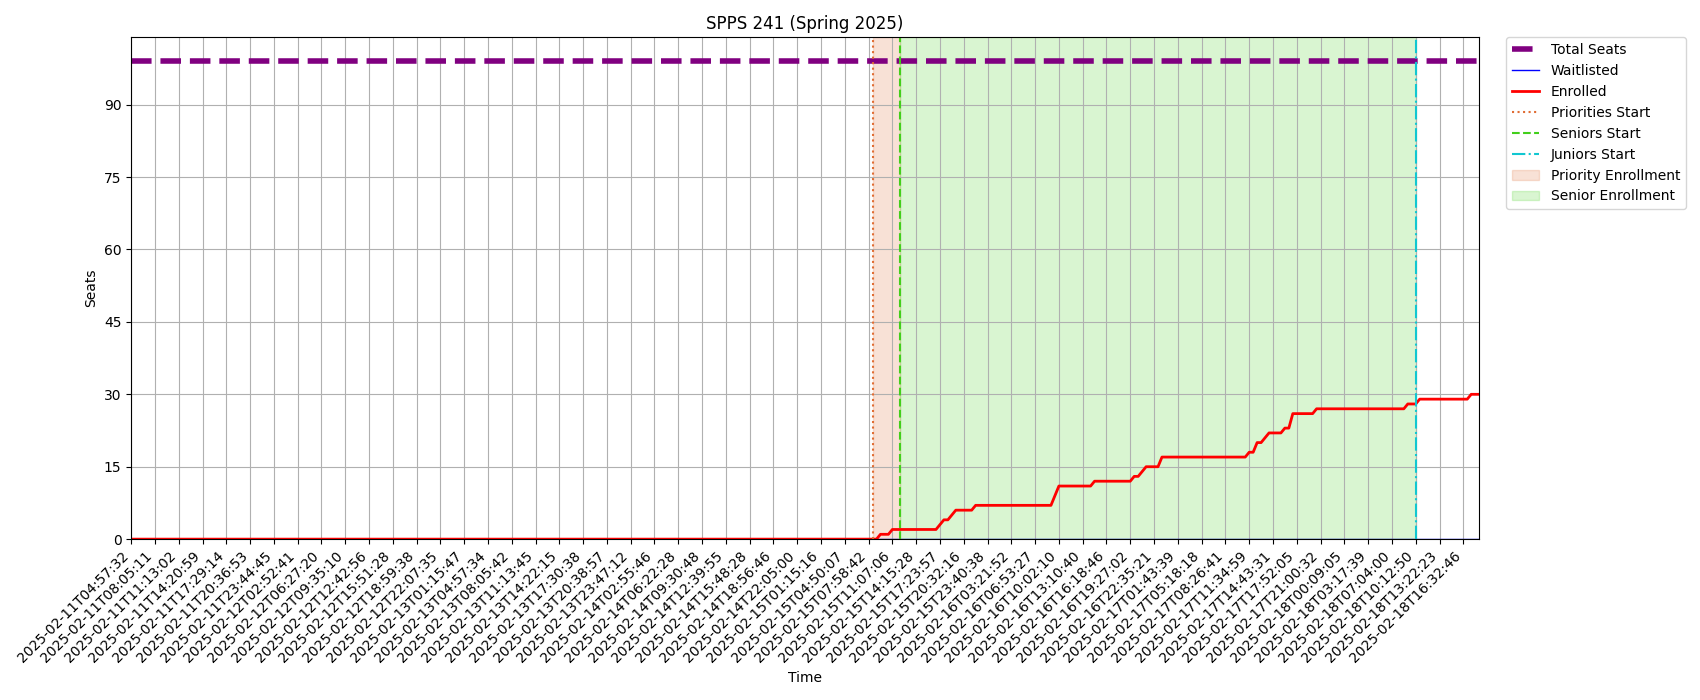 SPPS 241 (Spring 2025)
Total Seats
Waitlisted
Enrolled
Priorities Start
Seniors Start
Juniors Start
Priority Enrollment
Senior Enrollment
Seats
90
75
60
45
30
15
0
2025-02-11T04:57:32
2025-02-11T08:05:11
2025-02-11T11:13:02
2025-02-11T14:20:59
2025-02-11T17:29:14
2025-02-11T20:36:53
2025-02-11T23:44:45
2025-02-12T02:52:41
2025-02-12T06:27:20
2025-02-12T09:35:10
2025-02-12T12:42:56
2025-02-12T15:51:28
2025-02-12T18:59:38
2025-02-12T22:07:35
2025-02-13T01:15:47
2025-02-13T04:57:34
2025-02-13T08:05:42
2025-02-13T11:13:45
2025-02-13T14:22:15
2025-02-13T17:30:38
2025-02-13T20:38:57
2025-02-13T23:47:12
2025-02-14T02:55:46
2025-02-14T06:22:28
2025-02-14T09:30:48
2025-02-14T12:39:55
2025-02-14T15:48:28
2025-02-14T18:56:46
2025-02-14T22:05:00
2025-02-15T01:15:16
2025-02-15T04:50:07
2025-02-15T07:58:42
2025-02-15T11:07:06
2025-02-15T14:15:28
2025-02-15T17:23:57
2025-02-15T20:32:16
2025-02-15T23:40:38
2025-02-16T03:21:52
2025-02-16T06:53:27
2025-02-16T10:02:10
2025-02-16T13:10:40
2025-02-16T16:18:46
2025-02-16T19:27:02
2025-02-16T22:35:21
2025-02-17T01:43:39
2025-02-17T05:18:18
2025-02-17T08:26:41
2025-02-17T11:34:59
2025-02-17T14:43:31
2025-02-17T17:52:05
2025-02-17T21:00:32
2025-02-18T00:09:05
2025-02-18T03:17:39
2025-02-18T07:04:00
2025-02-18T10:12:50
2025-02-18T13:22:23
2025-02-18T16:32:46
Time